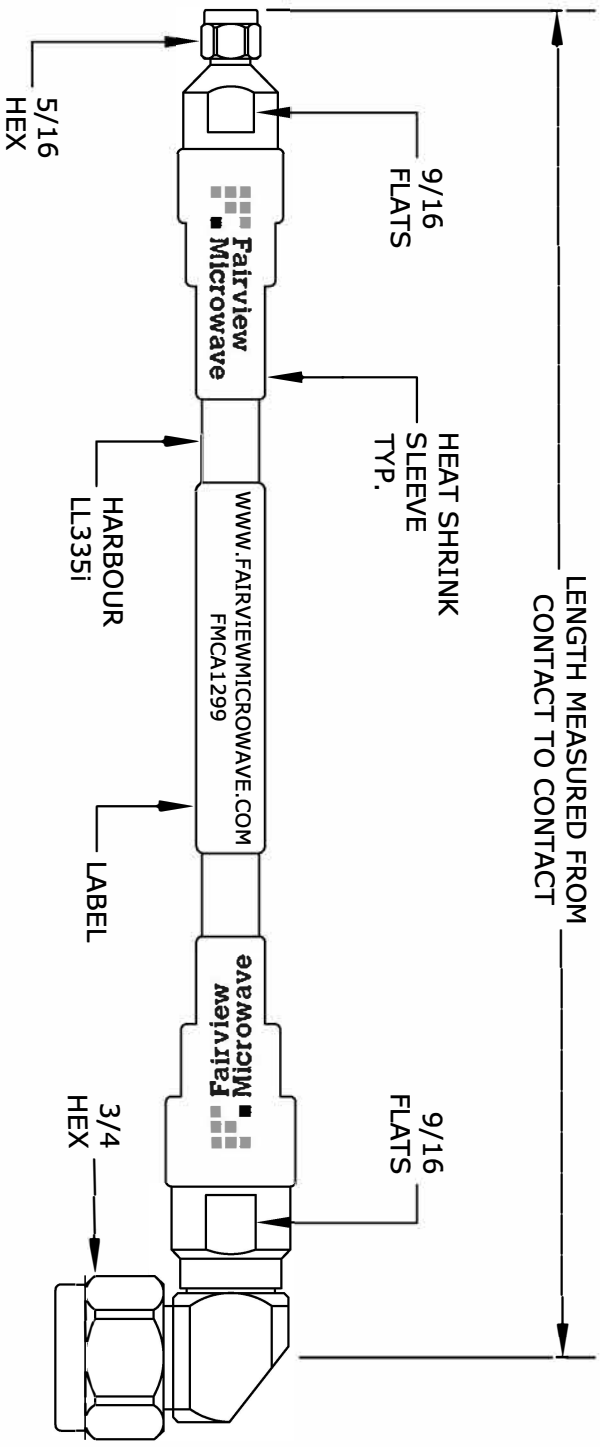 LENGTH MEASURED FROM
CONTACT TO CONTACT
9/16
FLATS
HEAT SHRINK
SLEEVE
TYP.
9/16
FLATS
Fairview
Microwave
WWW.FAIRVIEWMICROWAVE.COM
FMCA1299
Fairview
Microwave
5/16
HEX
HARBOUR
LL335i
LABEL
3/4
HEX